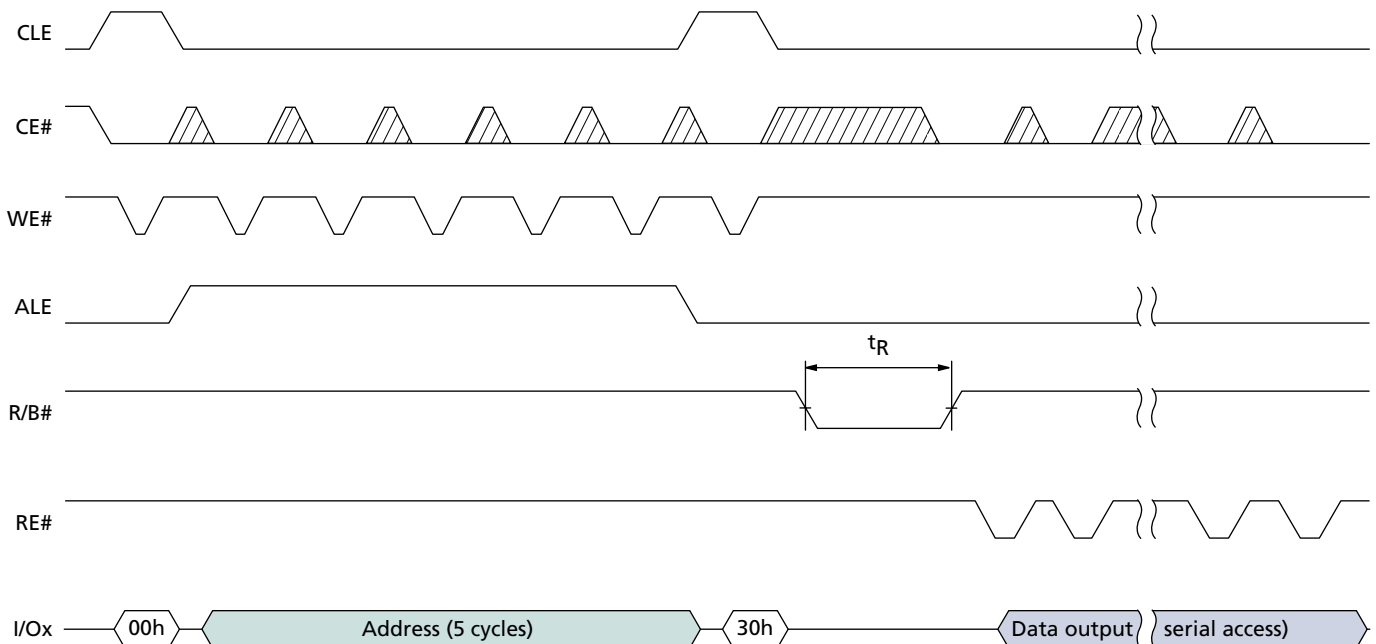 CLE
CE#
WE#
ALE
tR
R/B#
RE#
I/Ox 00h Address (5 cycles) 30h Data output serial access)